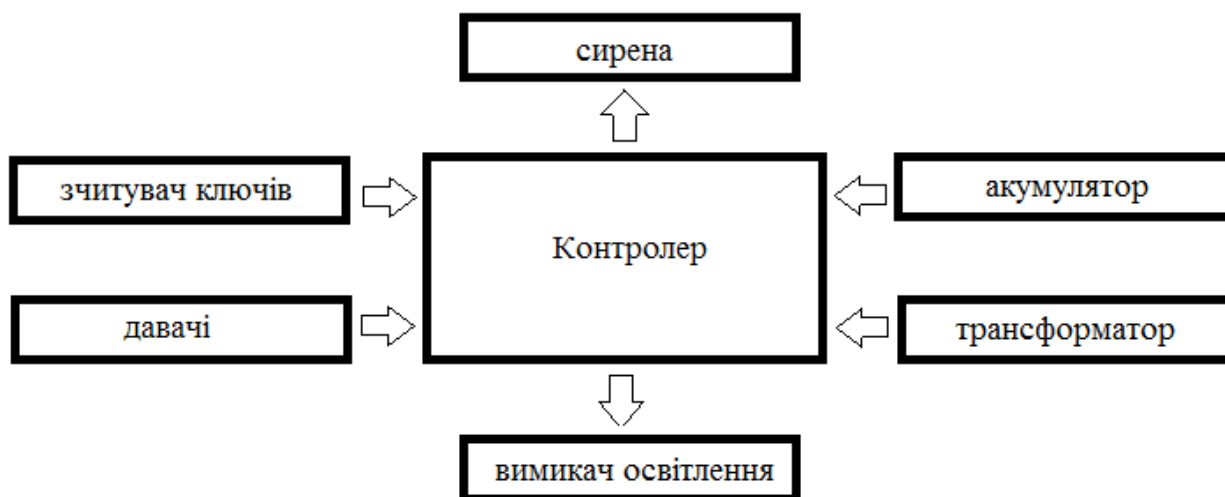 сирена
зчитувач ключів
акумулятор
Контролер
давачі
трансформатор
вимикач освітлення